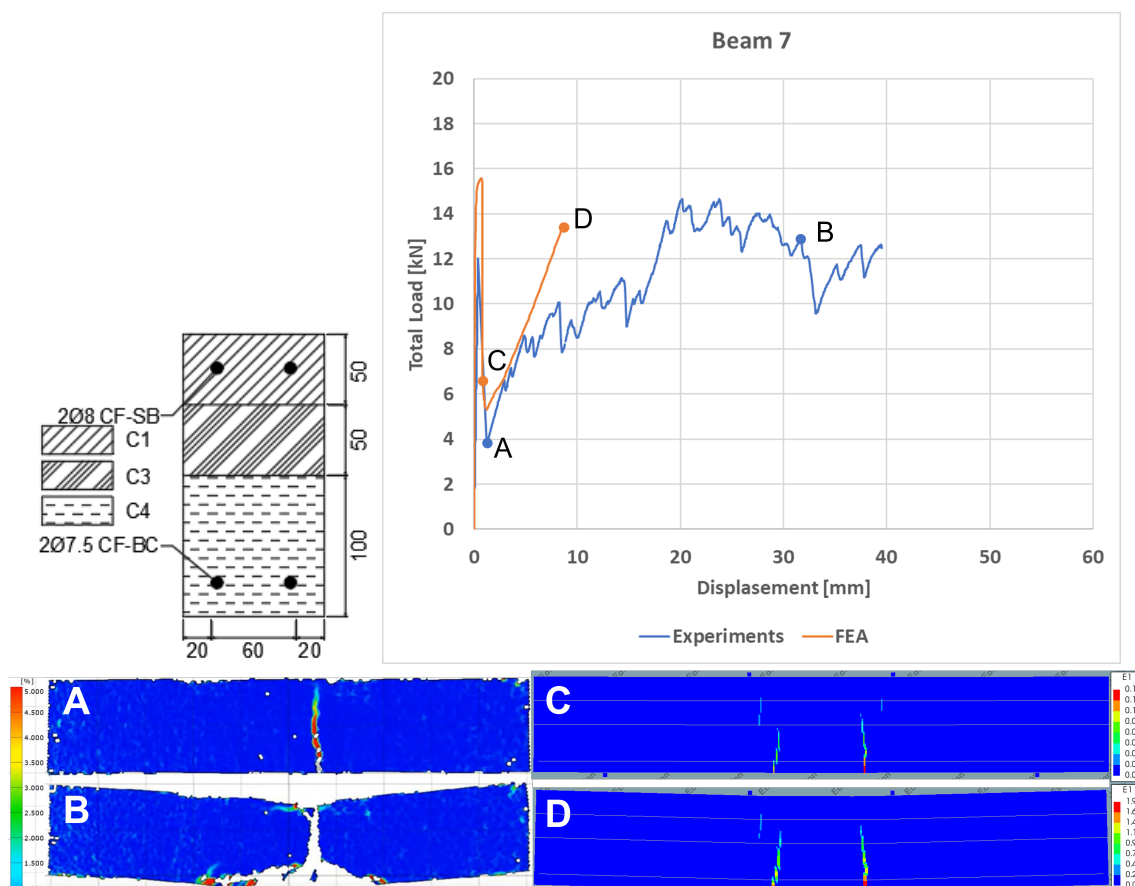 Beam 7
20
18
16
14
12
10
8
6
4
2
0
Total Load [kN]
0 10 20 30 40 50 60
Displasement [mm]
Experiments FEA
A
B
C
D
2Ø8 CF-SB
C1
C3
C4
2Ø7.5 CF-BC
50
50
100
20 60 20
[%]
5.000
4.500
4.000
3.500
3.000
2.500
2.000
1.500
A
B
C
D
E1
E1